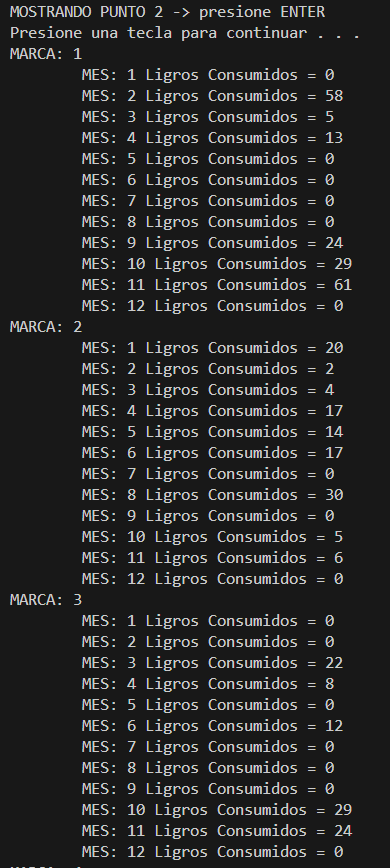 MOSTRANDO PUNTO 2 -> presione ENTER
Presione una tecla para continuar . . .
MARCA: 1
MES: 1 Ligros Consumidos = 0
MES: 2 Ligros Consumidos = 58
MES: 3 Ligros Consumidos = 5
MES: 4 Ligros Consumidos = 13
MES: 5 Ligros Consumidos = 0
MES: 6 Ligros Consumidos = 0
MES: 7 Ligros Consumidos = 0
MES: 8 Ligros Consumidos = 0
MES: 9 Ligros Consumidos = 24
MES: 10 Ligros Consumidos = 29
MES: 11 Ligros Consumidos = 61
MES: 12 Ligros Consumidos = 0
MARCA: 2
MES: 1 Ligros Consumidos = 20
MES: 2 Ligros Consumidos = 2
MES: 3 Ligros Consumidos = 4
MES: 4 Ligros Consumidos = 17
MES: 5 Ligros Consumidos = 14
MES: 6 Ligros Consumidos = 17
MES: 7 Ligros Consumidos = 0
MES: 8 Ligros Consumidos = 30
MES: 9 Ligros Consumidos = 0
MES: 10 Ligros Consumidos = 5
MES: 11 Ligros Consumidos = 6
MES: 12 Ligros Consumidos = 0
MARCA: 3
MES: 1 Ligros Consumidos = 0
MES: 2 Ligros Consumidos = 0
MES: 3 Ligros Consumidos = 22
MES: 4 Ligros Consumidos = 8
MES: 5 Ligros Consumidos = 0
MES: 6 Ligros Consumidos = 12
MES: 7 Ligros Consumidos = 0
MES: 8 Ligros Consumidos = 0
MES: 9 Ligros Consumidos = 0
MES: 10 Ligros Consumidos = 29
MES: 11 Ligros Consumidos = 24
MES: 12 Ligros Consumidos = 0